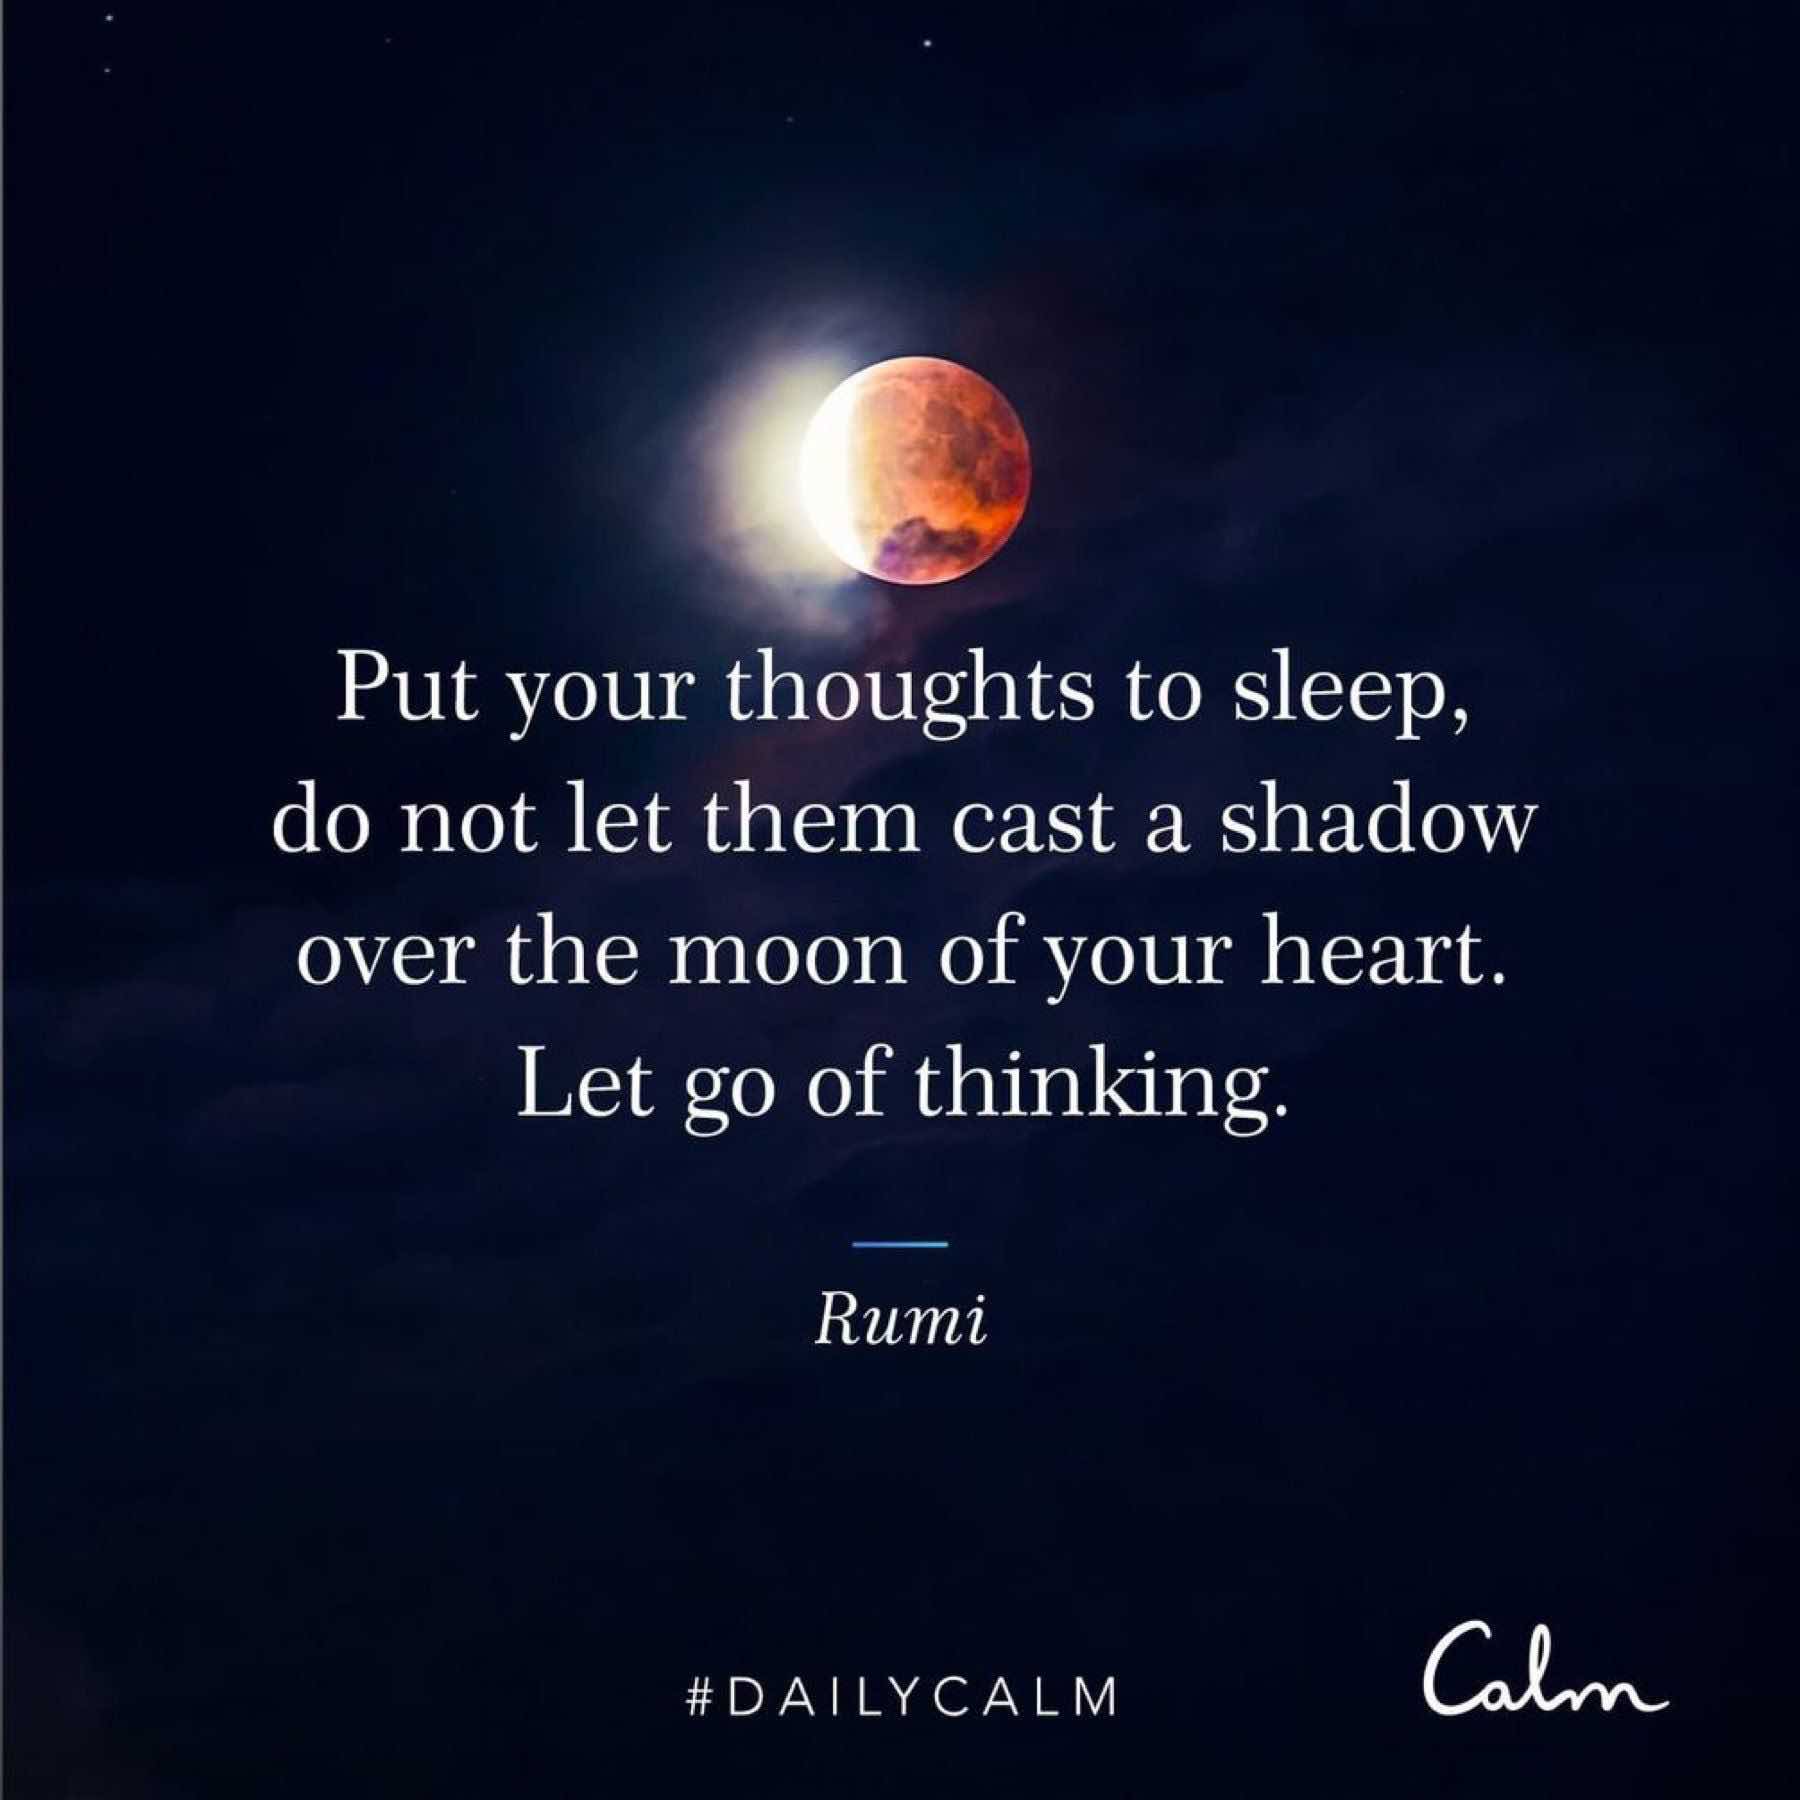 Put your thoughts to sleep,
do not let them cast a shadow
over the moon of your heart.
Let go of thinking.
Rumi
#DAILYCALM
Calm